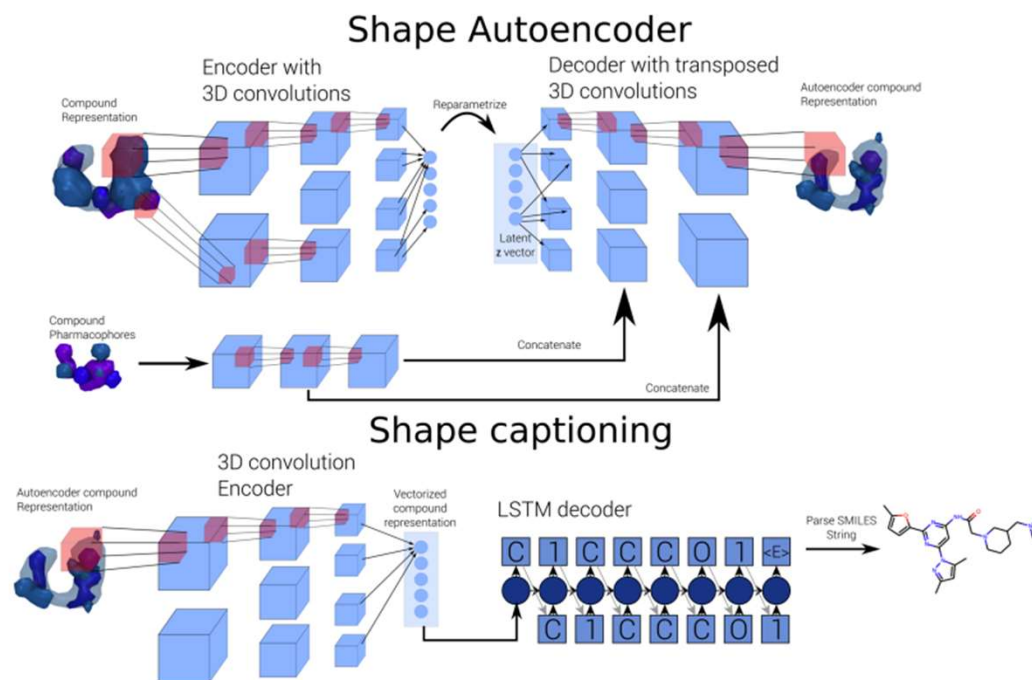 Shape Autoencoder
Compound
Representation
Encoder with
3D convolutions
Reparametrize
Decoder with transposed
3D convolutions
Autoencoder compound
Representation
Latent
z vector
Compound
Pharmacophores
Concatenate
Concatenate
Shape captioning
Autoencoder compound
Representation
3D convolution
Encoder
Vectorized
compound
representation
LSTM decoder
C 1 C C C O 1 <E>
C 1 C C C O 1
Parse SMILES
String
N
N
NH
O
N
N
N